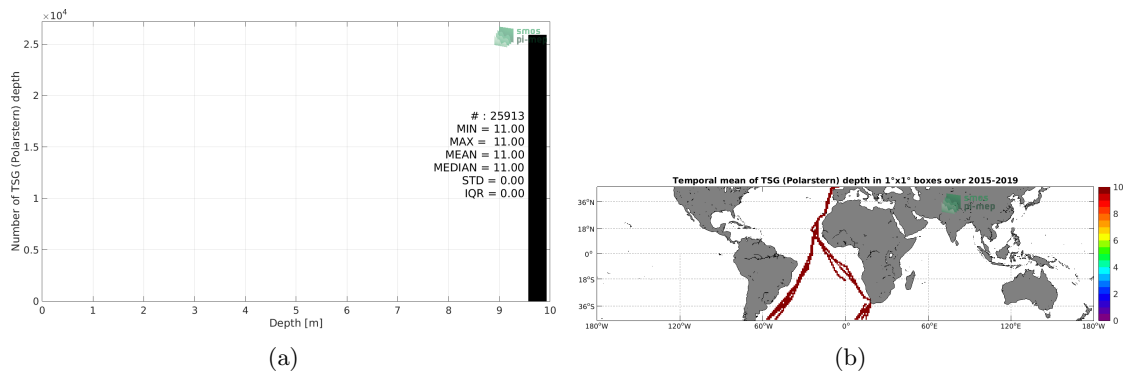 ×10⁴
2.5
2
1.5
1
0.5
0
Number of TSG (Polarstern) depth
smos
pi-mep
# : 25913
MIN = 11.00
MAX = 11.00
MEAN = 11.00
MEDIAN = 11.00
STD = 0.00
IQR = 0.00
0 1 2 3 4 5 6 7 8 9 10
Depth [m]
(a)
Temporal mean of TSG (Polarstern) depth in 1°x1° boxes over 2015-2019
smos
pi-mep
36°N
18°N
0°
18°S
36°S
180°W 120°W 60°W 0° 60°E 120°E 180°W
10
8
6
4
2
0
(b)